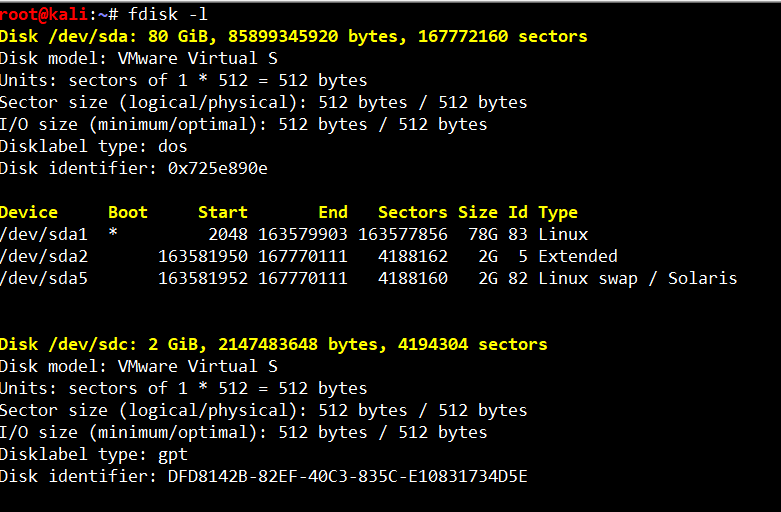 root@kali:~# fdisk -l
Disk /dev/sda: 80 GiB, 85899345920 bytes, 167772160 sectors
Disk model: VMware Virtual S
Units: sectors of 1 * 512 = 512 bytes
Sector size (logical/physical): 512 bytes / 512 bytes
I/O size (minimum/optimal): 512 bytes / 512 bytes
Disklabel type: dos
Disk identifier: 0x725e890e

Device     Boot     Start       End   Sectors Size Id Type
/dev/sda1  *         2048 163579903 163577856  78G 83 Linux
/dev/sda2       163581950 167770111   4188162   2G  5 Extended
/dev/sda5       163581952 167770111   4188160   2G 82 Linux swap / Solaris

Disk /dev/sdc: 2 GiB, 2147483648 bytes, 4194304 sectors
Disk model: VMware Virtual S
Units: sectors of 1 * 512 = 512 bytes
Sector size (logical/physical): 512 bytes / 512 bytes
I/O size (minimum/optimal): 512 bytes / 512 bytes
Disklabel type: gpt
Disk identifier: DFD8142B-82EF-40C3-835C-E10831734D5E